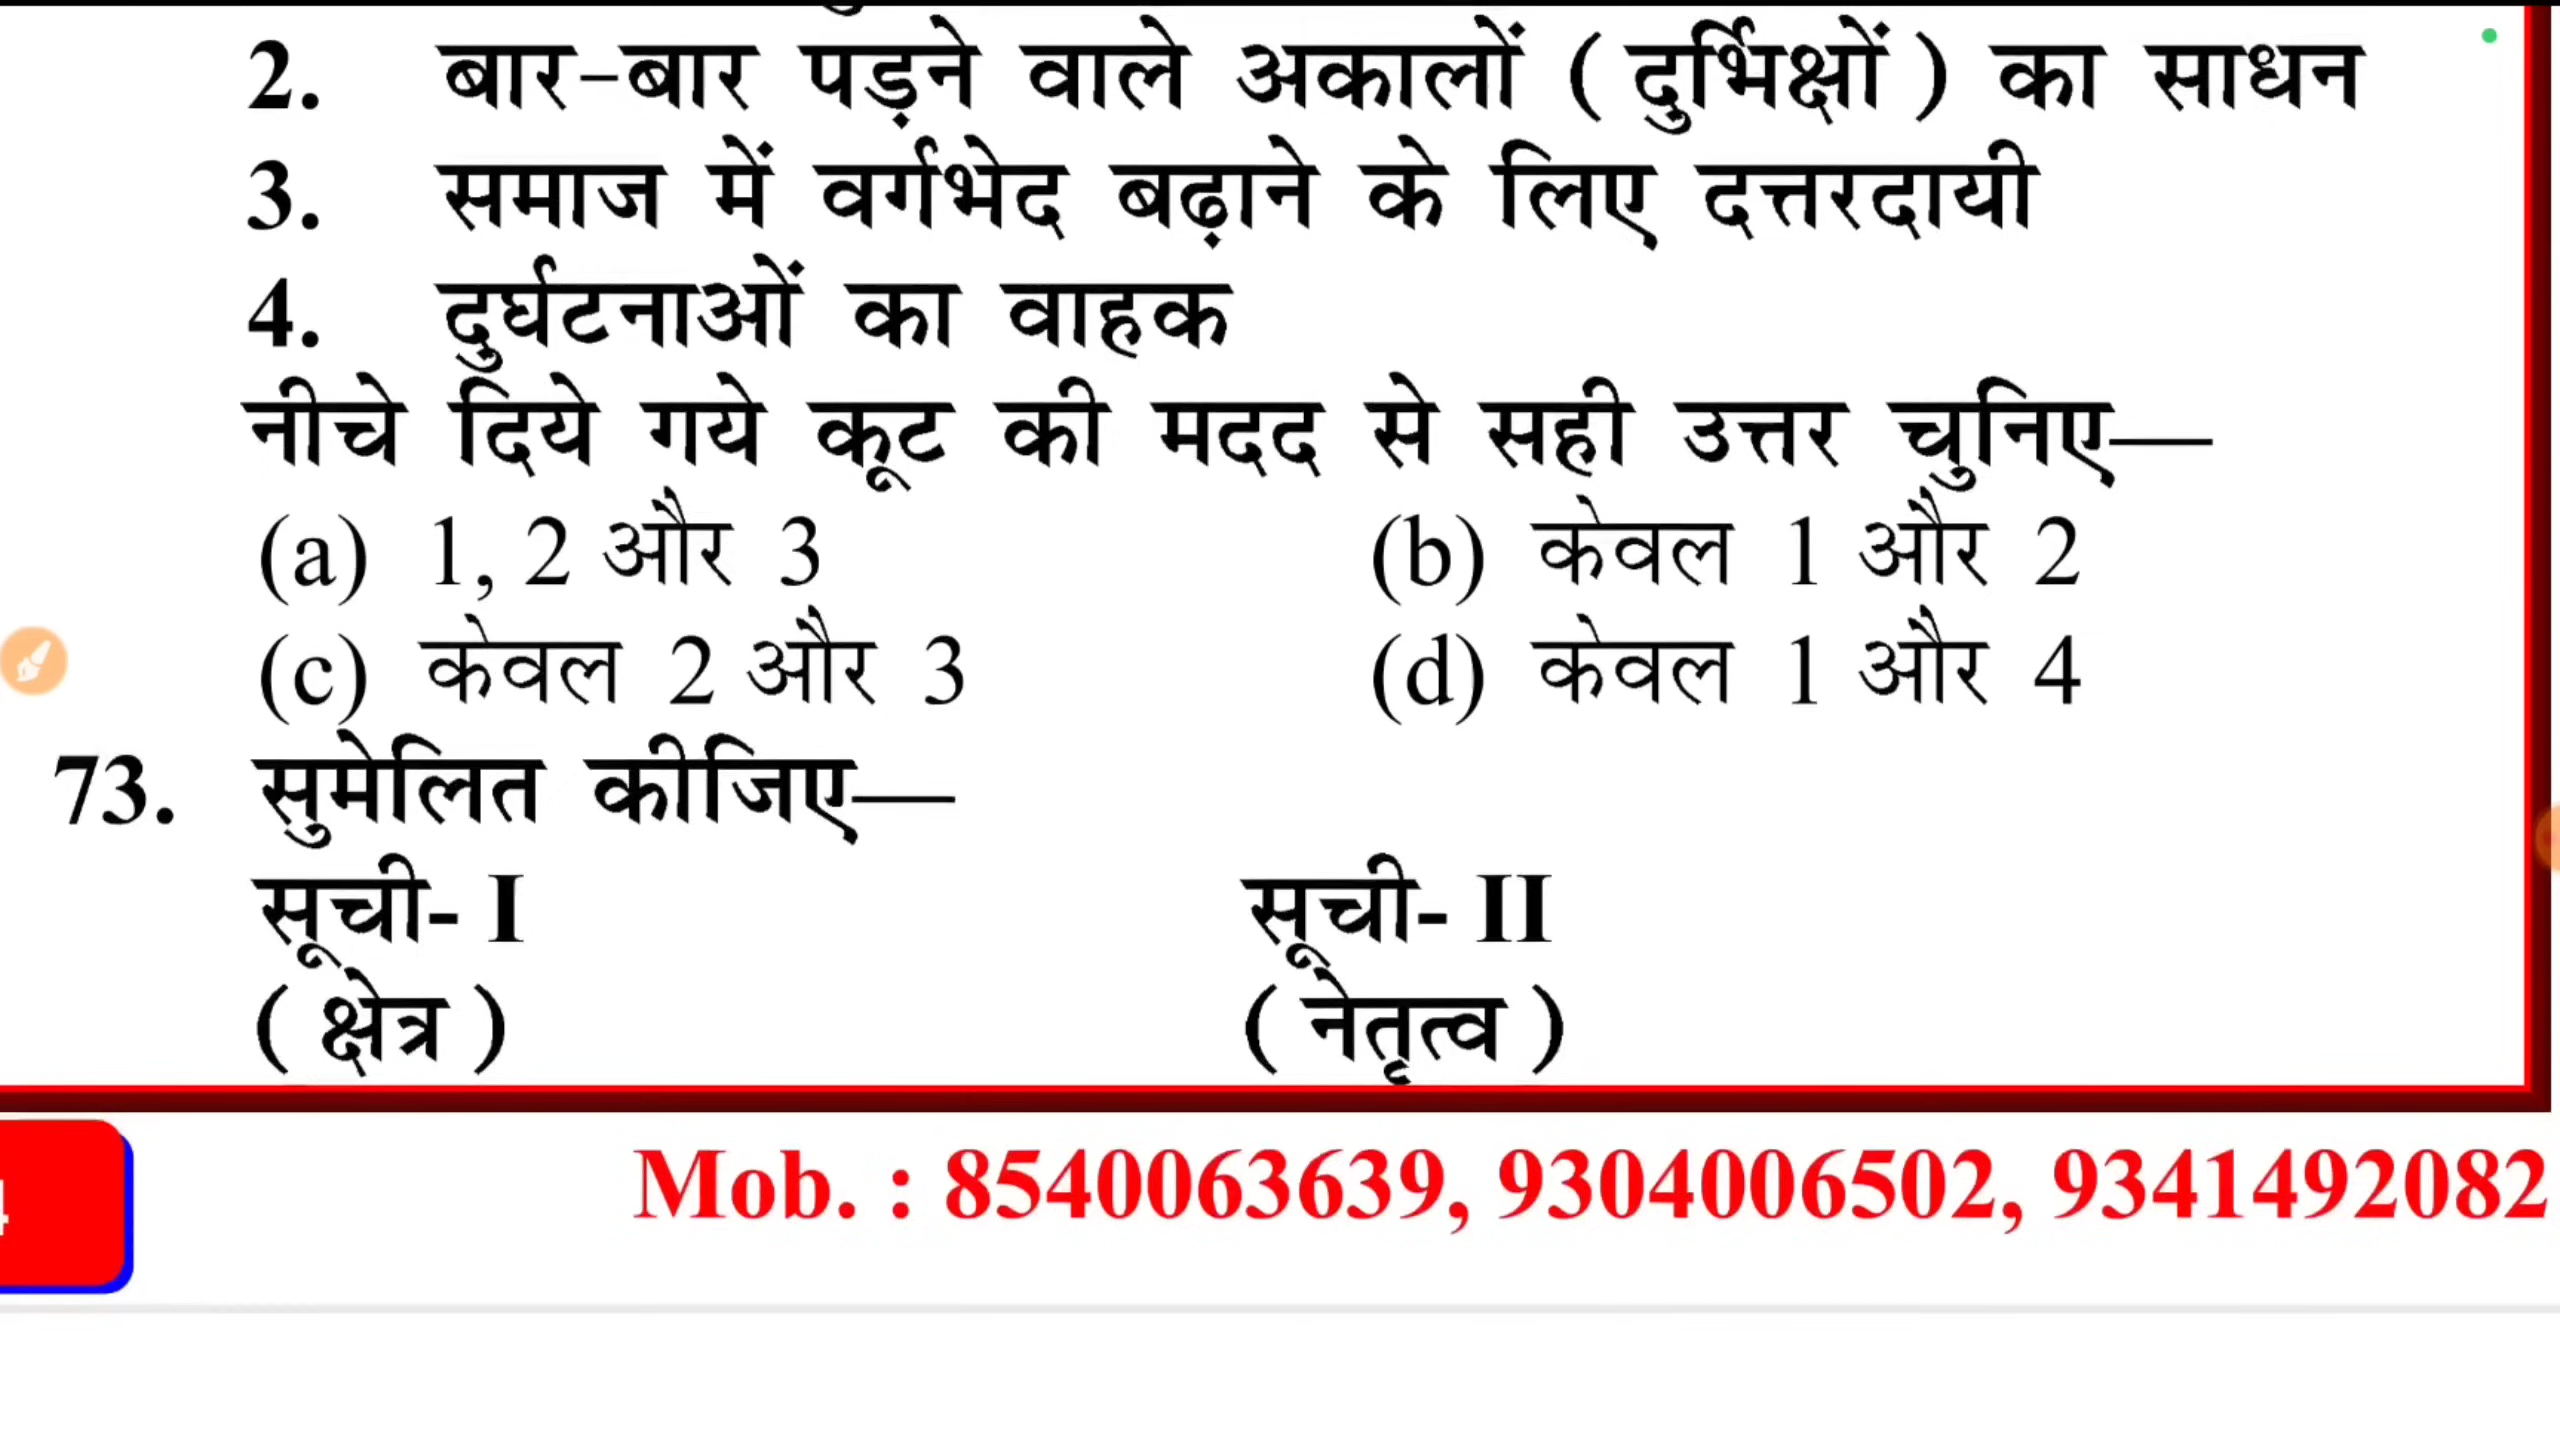 2. बार-बार पड़ने वाले अकालों ( दुर्भिक्षों ) का साधन
3. समाज में वर्गभेद बढ़ाने के लिए दत्तरदायी
4. दुर्घटनाओं का वाहक
नीचे दिये गये कूट की मदद से सही उत्तर चुनिए—
(a) 1, 2 और 3 (b) केवल 1 और 2
(c) केवल 2 और 3 (d) केवल 1 और 4
73. सुमेलित कीजिए—
सूची- I सूची- II
( क्षेत्र ) ( नेतृत्व )
Mob. : 8540063639, 9304006502, 9341492082